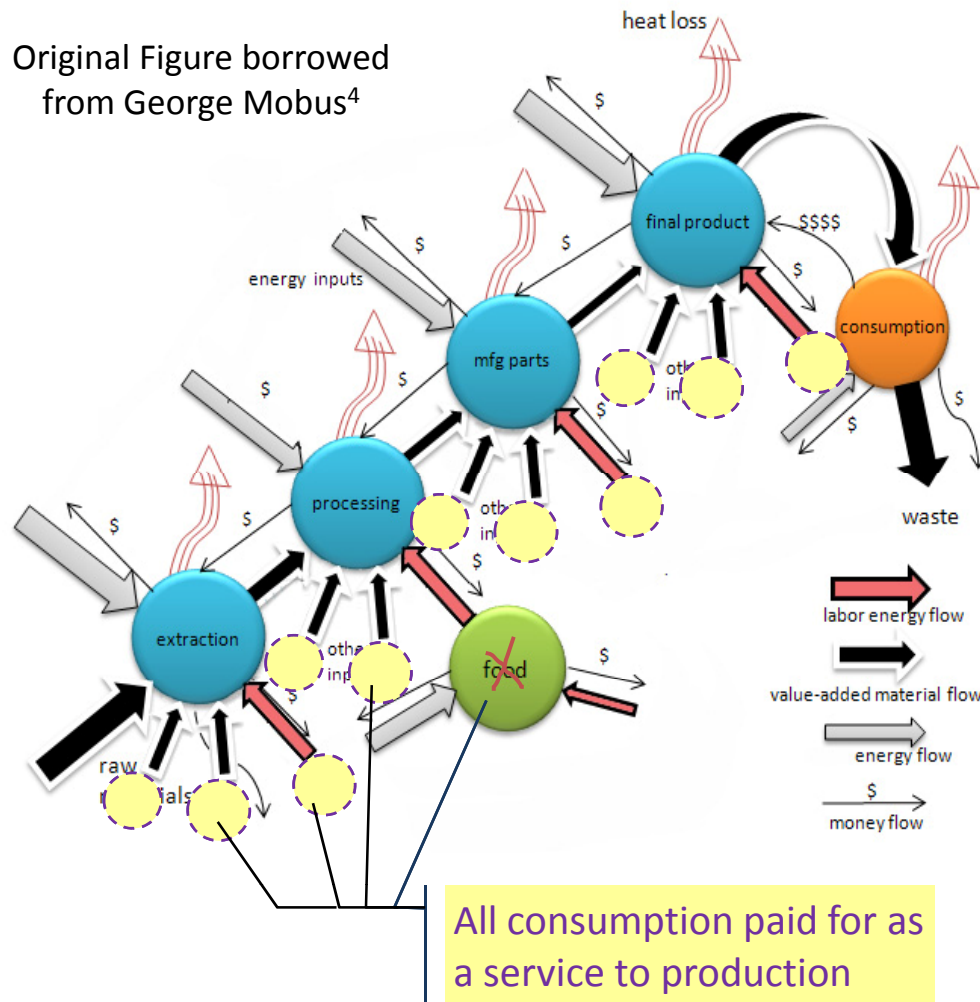 Original Figure borrowed
from George Mobus⁴
heat loss
$
final product
$$$$
$
$
$
energy inputs
consumption
mfg parts
$
$
$
$
$
processing
waste
$
$
$
extraction
$
food
$
raw
labor energy flow
value-added material flow
energy flow
$
money flow
All consumption paid for as
a service to production